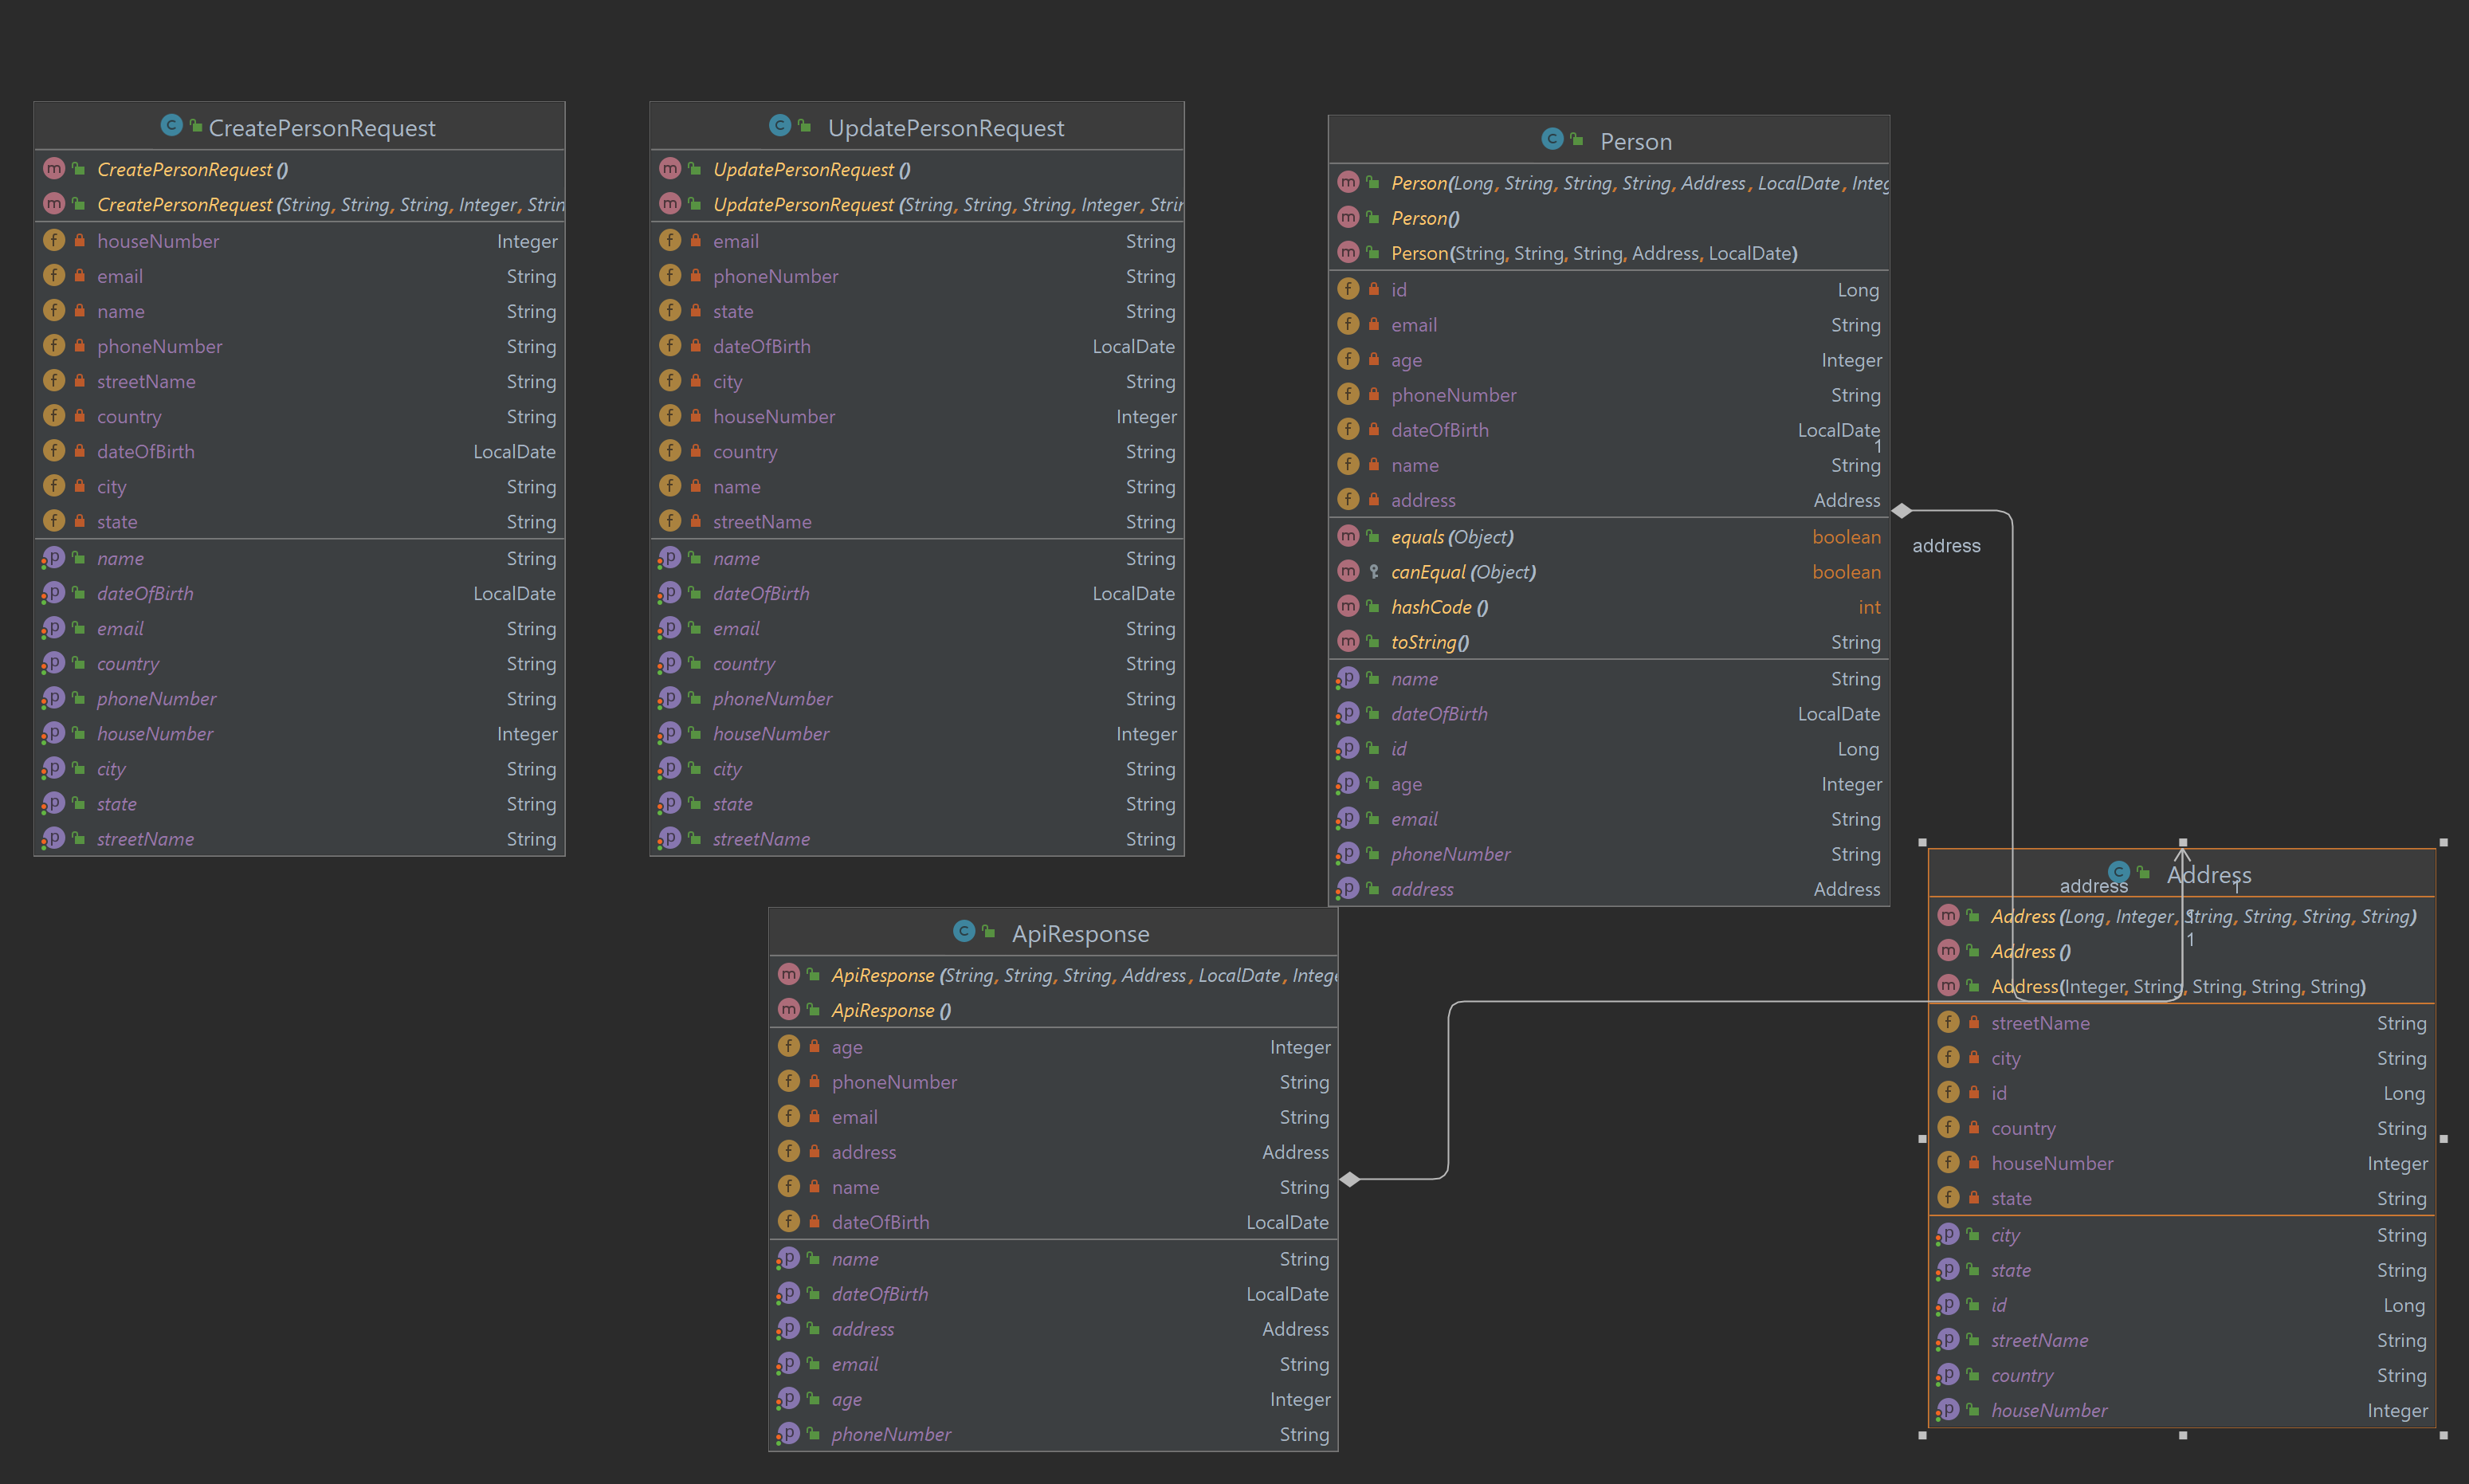 CreatePersonRequest
CreatePersonRequest ()
CreatePersonRequest (String, String, String, Integer, Strin
houseNumber Integer
email String
name String
phoneNumber String
streetName String
country String
dateOfBirth LocalDate
city String
state String
name String
dateOfBirth LocalDate
email String
country String
phoneNumber String
houseNumber Integer
city String
state String
streetName String
UpdatePersonRequest
UpdatePersonRequest ()
UpdatePersonRequest (String, String, String, Integer, Strin
email String
phoneNumber String
state String
dateOfBirth LocalDate
city String
houseNumber Integer
country String
name String
streetName String
name String
dateOfBirth LocalDate
email String
country String
phoneNumber String
houseNumber Integer
city String
state String
streetName String
Person
Person(Long, String, String, String, Address, LocalDate, Integ
Person()
Person(String, String, String, Address, LocalDate)
id Long
email String
age Integer
phoneNumber String
dateOfBirth LocalDate
1
name String
address Address
equals (Object) boolean
canEqual (Object) boolean
hashCode () int
toString() String
name String
dateOfBirth LocalDate
id Long
age Integer
email String
phoneNumber String
address Address
address
ApiResponse
ApiResponse (String, String, String, Address, LocalDate, Intege
ApiResponse ()
age Integer
phoneNumber String
email String
address Address
name String
dateOfBirth LocalDate
name String
dateOfBirth LocalDate
address Address
email String
age Integer
phoneNumber String
Address
address
1
Address (Long, Integer, String, String, String, String)
1
1
Address ()
Address(Integer, String, String, String, String)
streetName String
city String
id Long
country String
houseNumber Integer
state String
city String
state String
id Long
streetName String
country String
houseNumber Integer